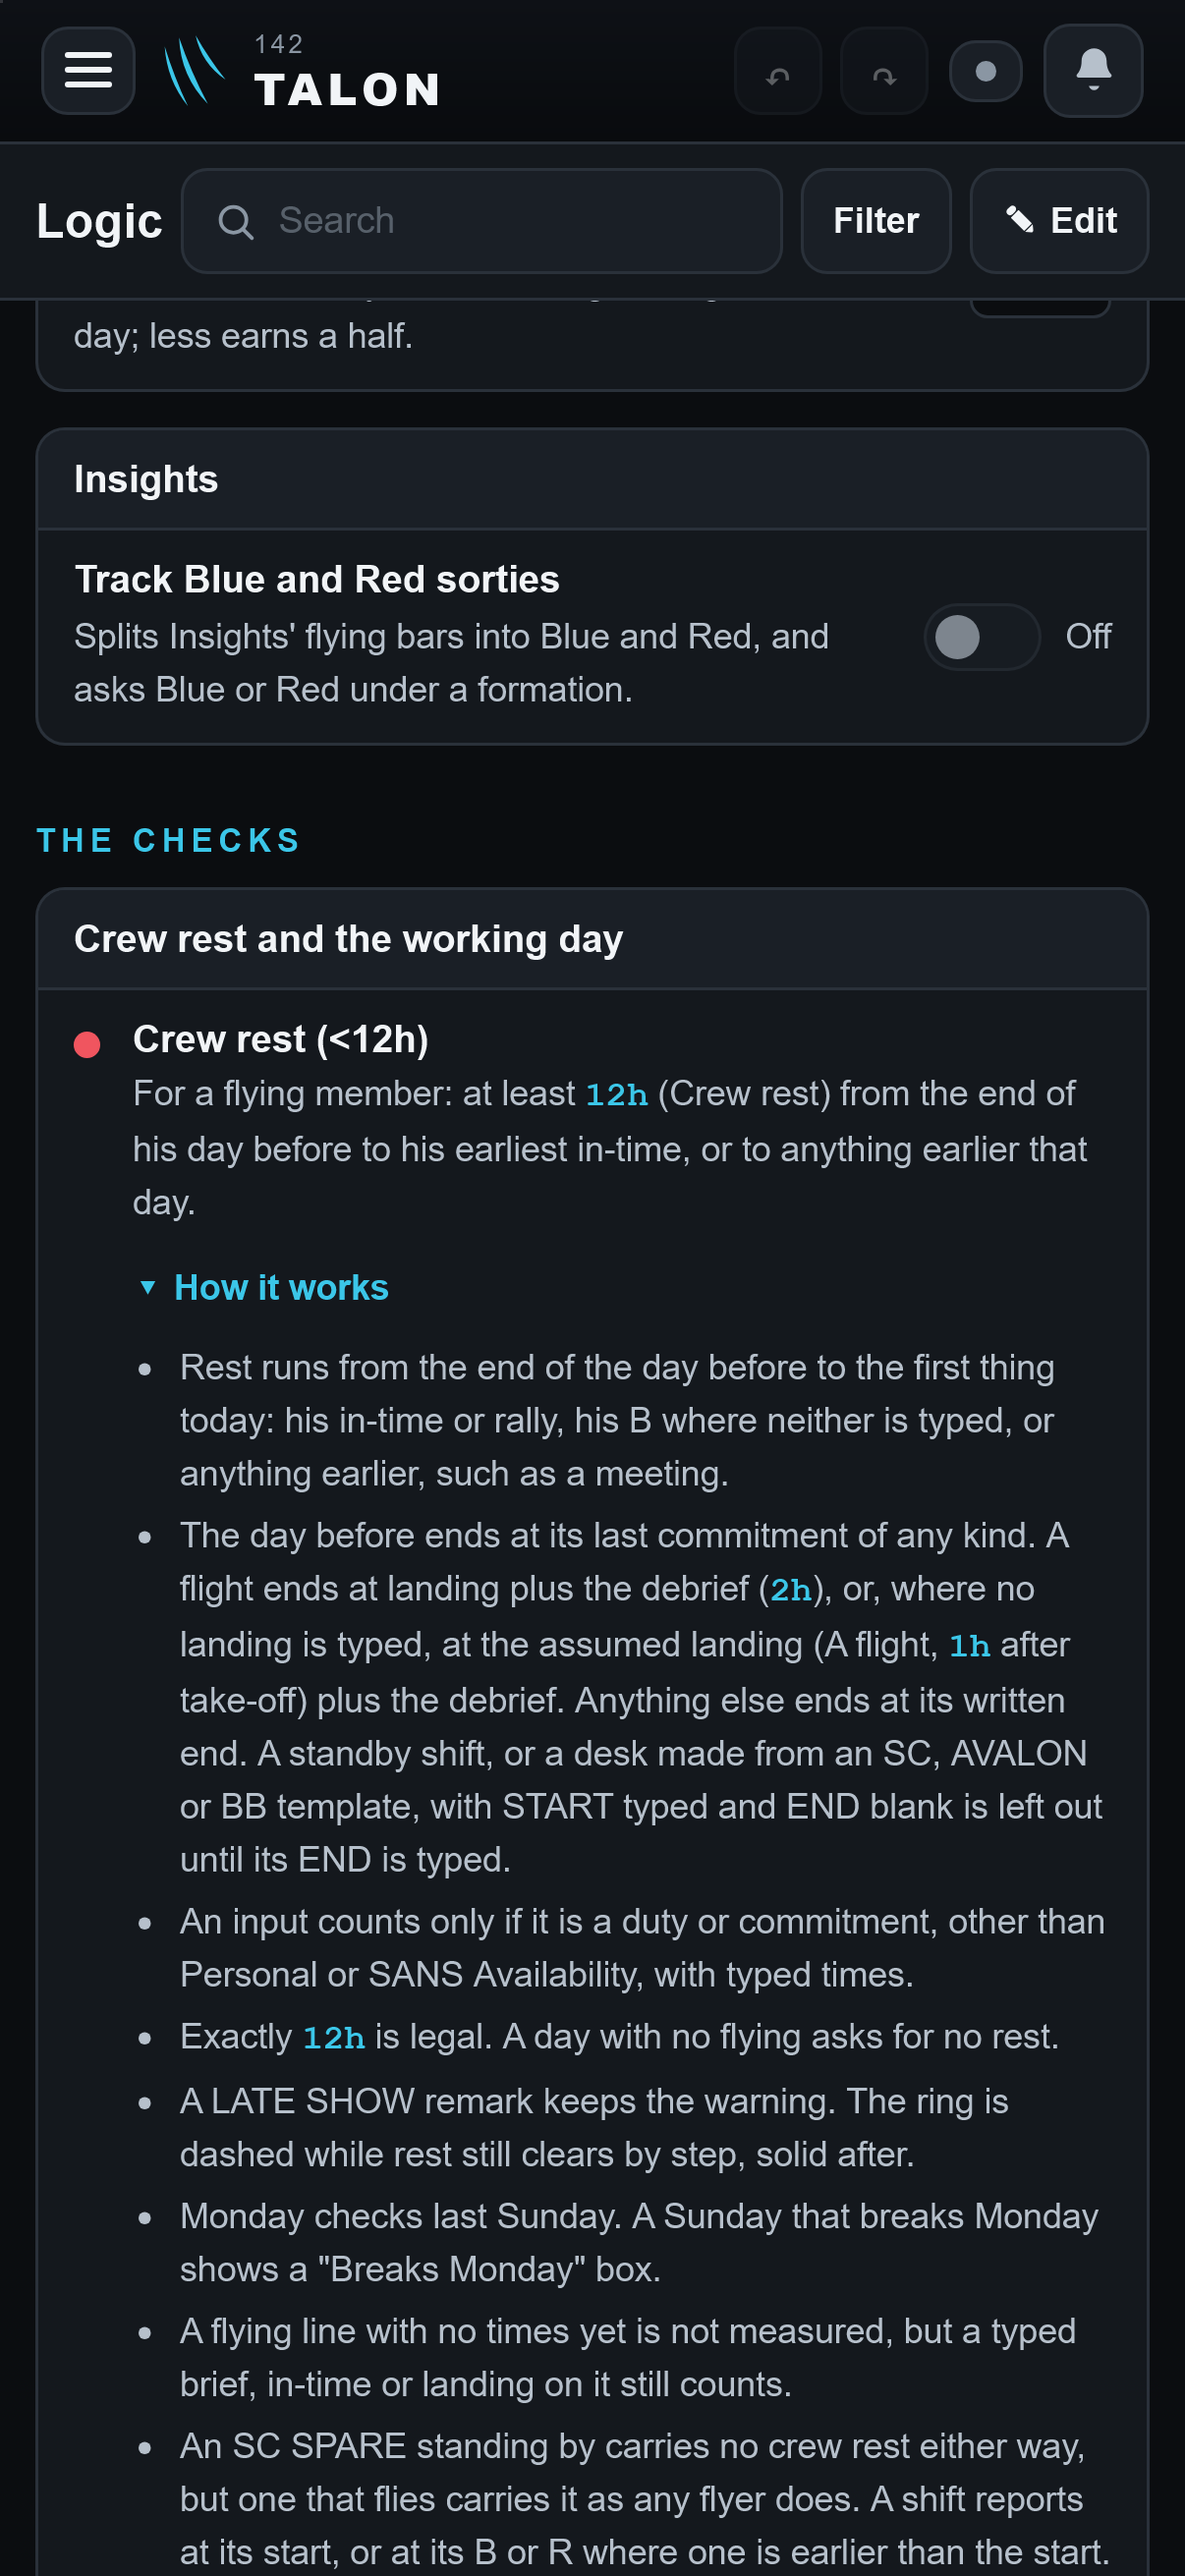 142
TALON
Logic
Search
Filter
Edit
day; less earns a half.
Insights
Track Blue and Red sorties
Splits Insights' flying bars into Blue and Red, and
asks Blue or Red under a formation.
Off
THE CHECKS
Crew rest and the working day
Crew rest (<12h)
For a flying member: at least 12h (Crew rest) from the end of
his day before to his earliest in-time, or to anything earlier that
day.
▼ How it works
• Rest runs from the end of the day before to the first thing
today: his in-time or rally, his B where neither is typed, or
anything earlier, such as a meeting.
• The day before ends at its last commitment of any kind. A
flight ends at landing plus the debrief (2h), or, where no
landing is typed, at the assumed landing (A flight, 1h after
take-off) plus the debrief. Anything else ends at its written
end. A standby shift, or a desk made from an SC, AVALON
or BB template, with START typed and END blank is left out
until its END is typed.
• An input counts only if it is a duty or commitment, other than
Personal or SANS Availability, with typed times.
• Exactly 12h is legal. A day with no flying asks for no rest.
• A LATE SHOW remark keeps the warning. The ring is
dashed while rest still clears by step, solid after.
• Monday checks last Sunday. A Sunday that breaks Monday
shows a "Breaks Monday" box.
• A flying line with no times yet is not measured, but a typed
brief, in-time or landing on it still counts.
• An SC SPARE standing by carries no crew rest either way,
but one that flies carries it as any flyer does. A shift reports
at its start, or at its B or R where one is earlier than the start.